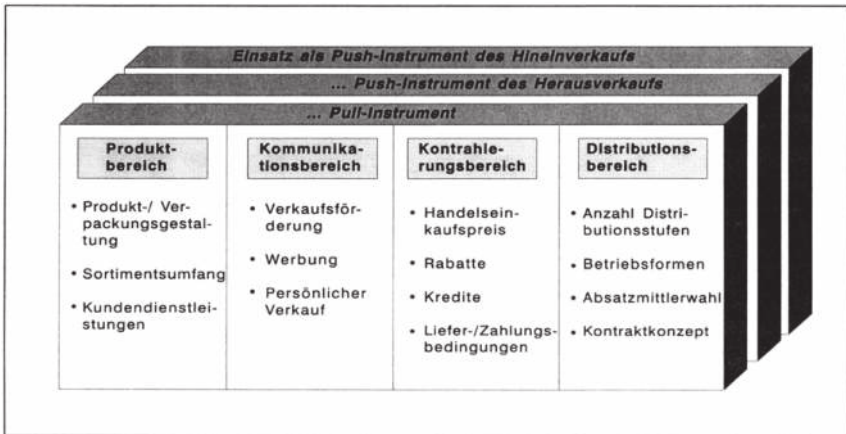 Einsatz als Push-Instrument des Hineinverkaufs
... Push-Instrument des Herausverkaufs
... Pull-Instrument
Produkt-
bereich
• Produkt-/ Ver-
packungsgestal-
tung
• Sortimentsumfang
• Kundendienstlei-
stungen
Kommunika-
tionsbereich
• Verkaufsför-
derung
• Werbung
• Persönlicher
Verkauf
Kontrahie-
rungsbereich
• Handelsein-
kaufspreis
• Rabatte
• Kredite
• Liefer-/Zahlungs-
bedingungen
Distributions-
bereich
• Anzahl Distri-
butionsstufen
• Betriebsformen
• Absatzmittlerwahl
• Kontraktkonzept